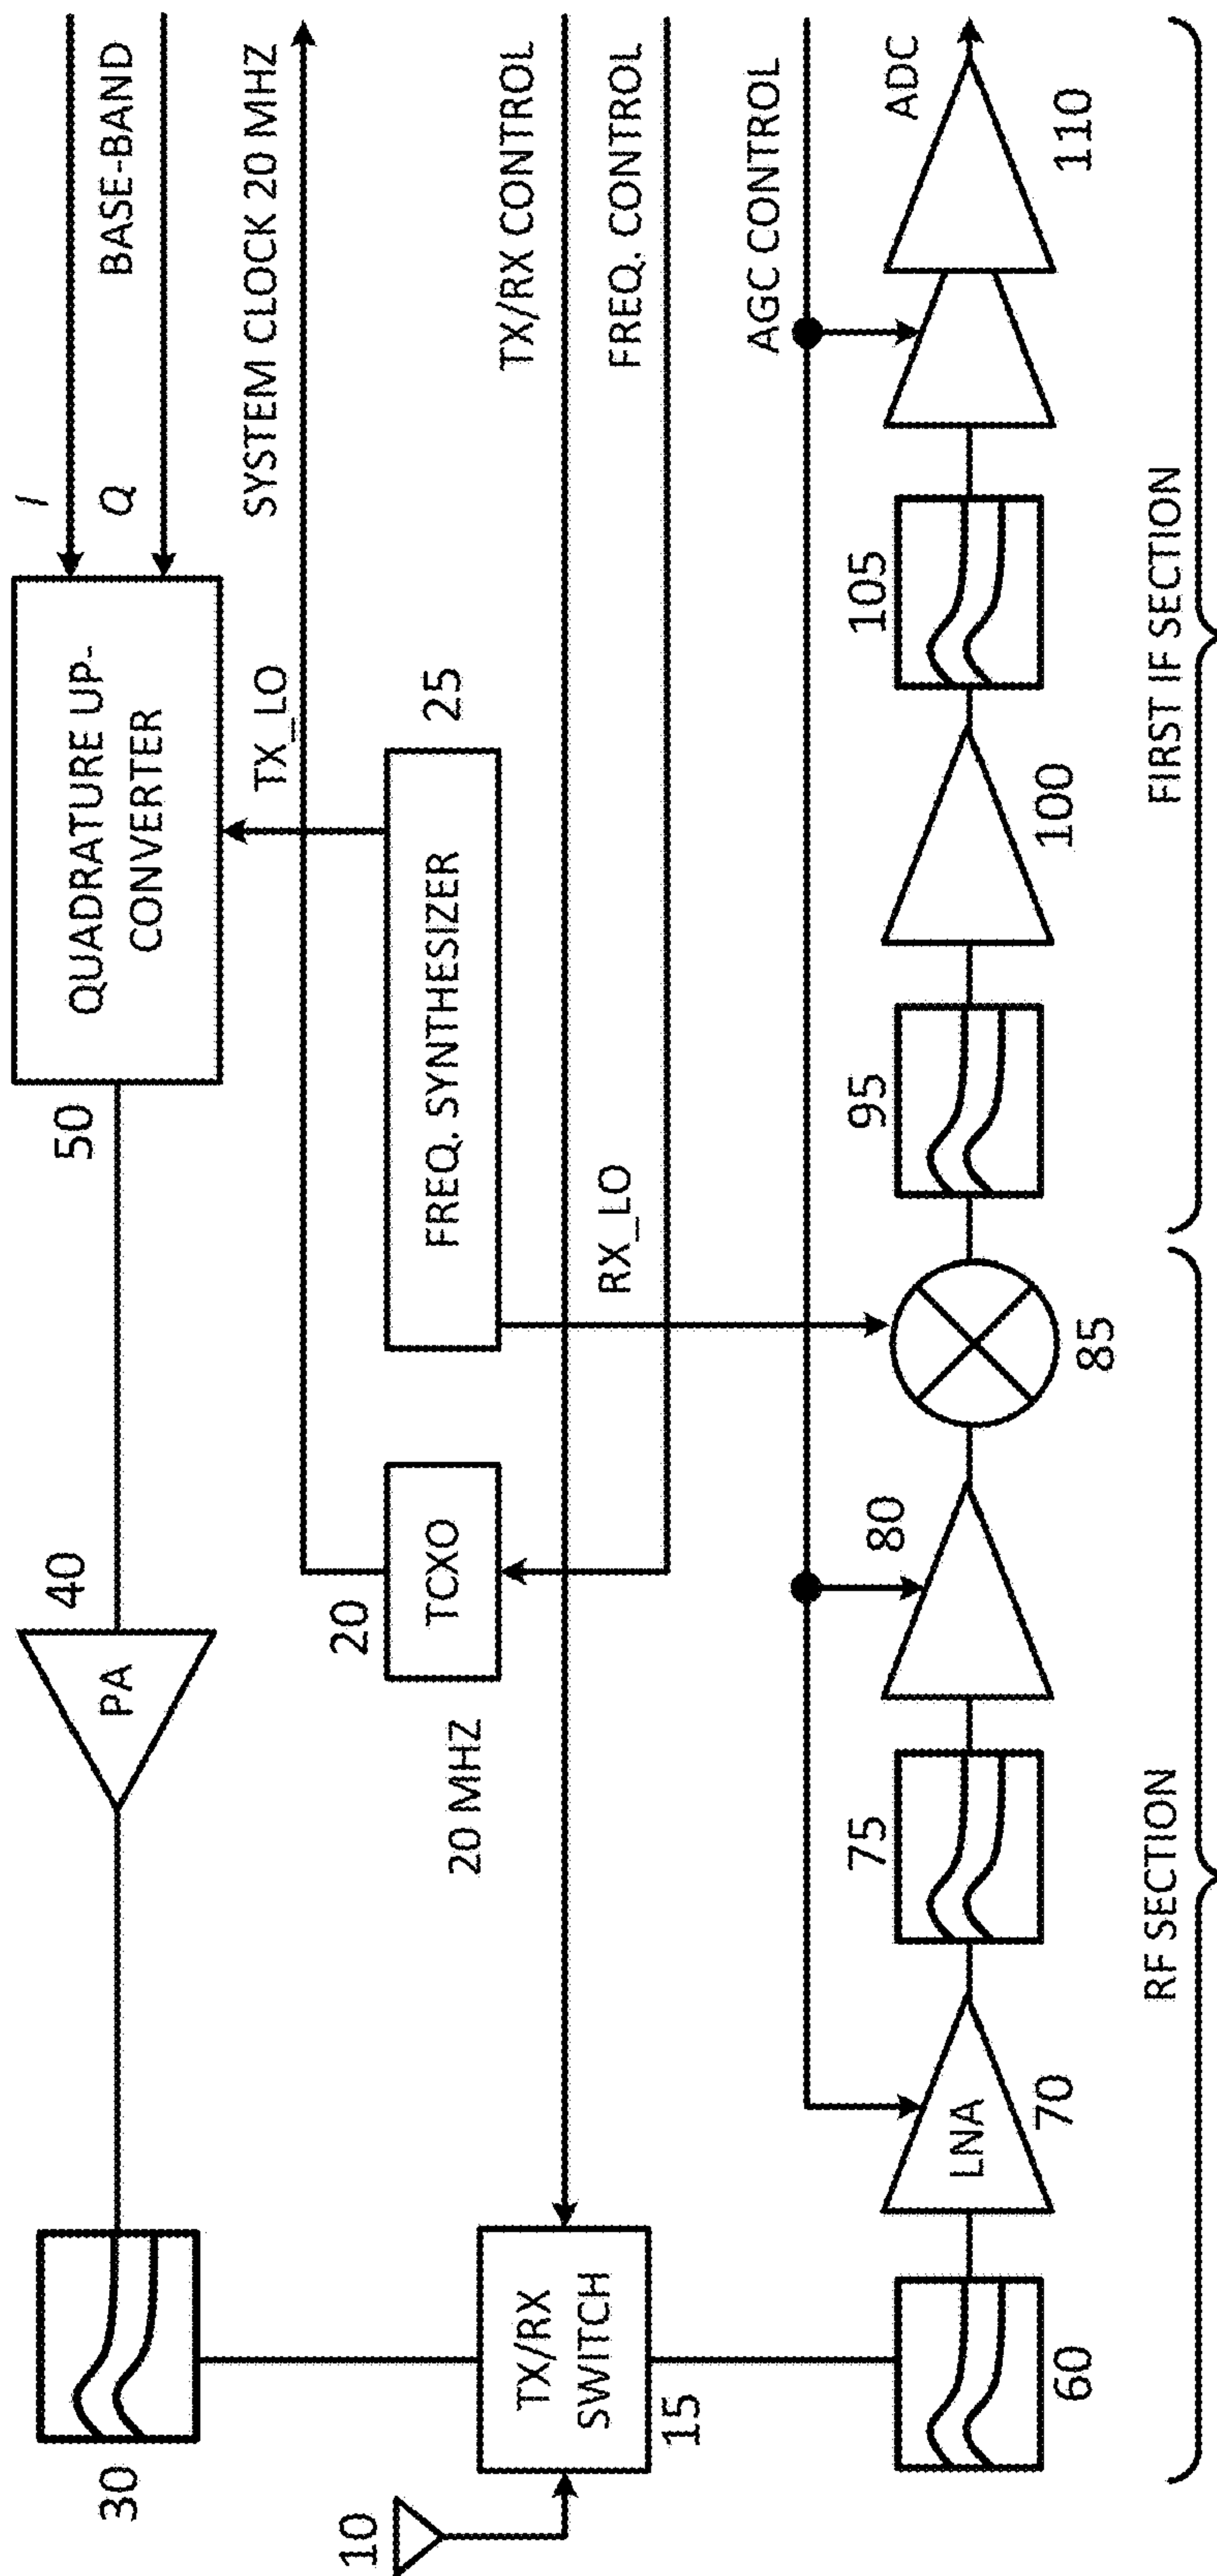 I
Q
BASE-BAND
QUADRATURE UP-
CONVERTER
50
40
PA
30
SYSTEM CLOCK 20 MHZ
TX_LO
25
FREQ. SYNTHESIZER
20
TCXO
20 MHZ
TX/RX CONTROL
FREQ. CONTROL
RX_LO
10
TX/RX
SWITCH
15
AGC CONTROL
60
LNA
70
75
80
85
95
100
105
110
ADC
RF SECTION
FIRST IF SECTION